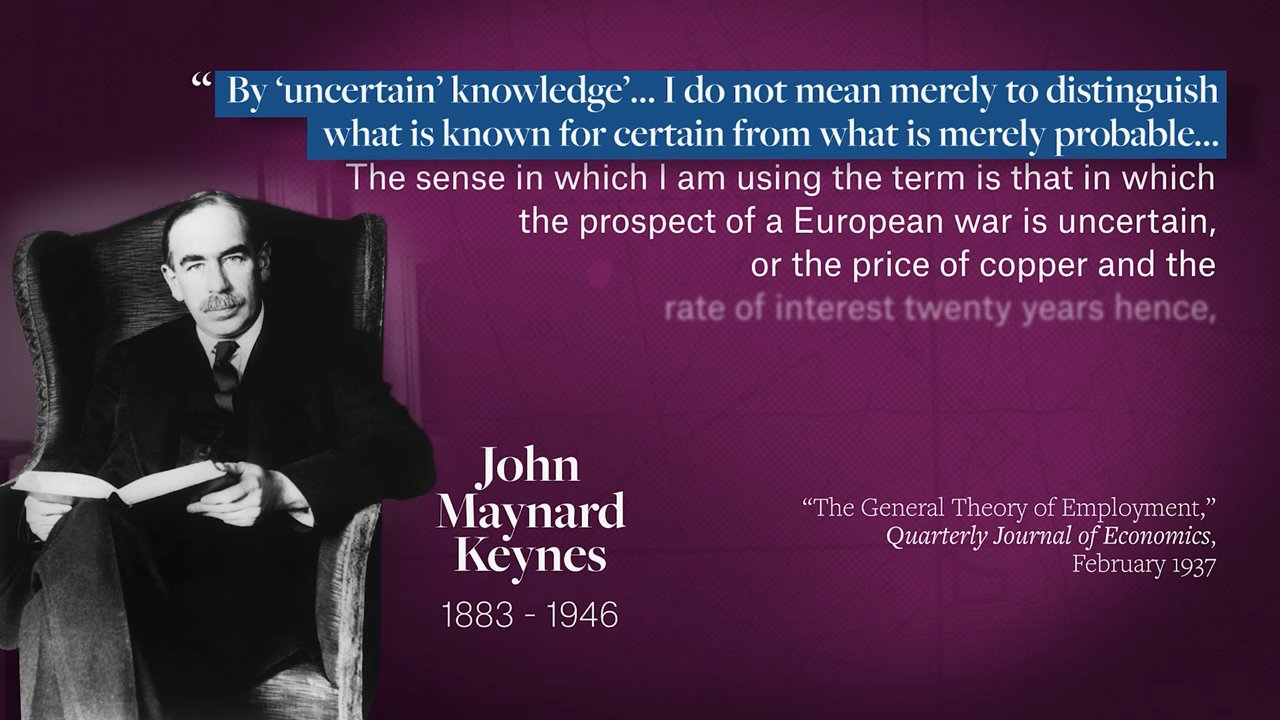 “ By ‘uncertain’ knowledge’... I do not mean merely to distinguish
what is known for certain from what is merely probable...
The sense in which I am using the term is that in which
the prospect of a European war is uncertain,
or the price of copper and the
rate of interest twenty years hence,
John
Maynard
Keynes
1883 - 1946
“The General Theory of Employment,”
Quarterly Journal of Economics,
February 1937